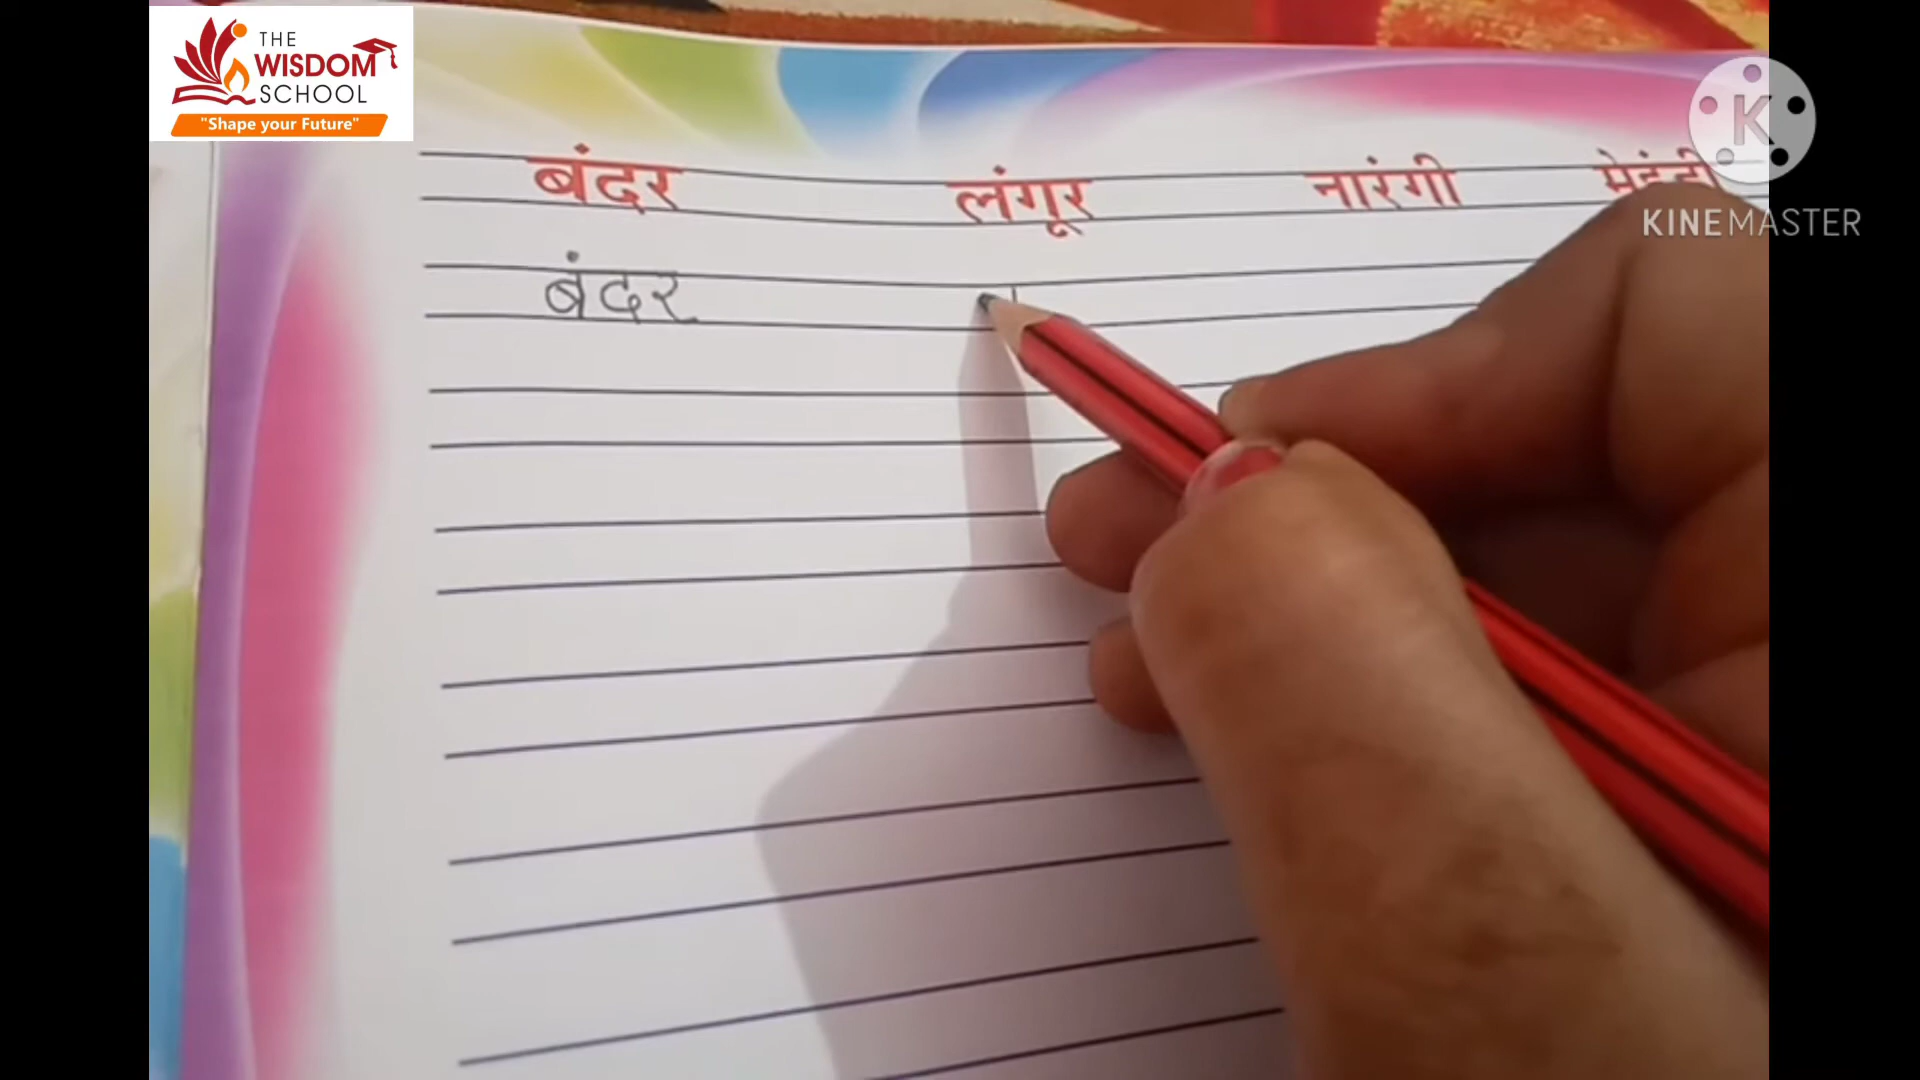 THE
WISDOM
SCHOOL
"Shape your Future"
K
KINEMASTER
बंदर लंगूर नारंगी
बंदर